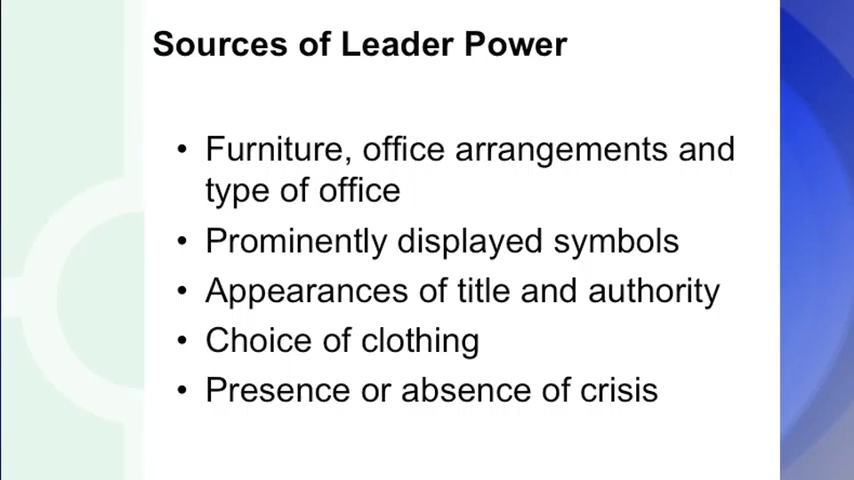 Sources of Leader Power
• Furniture, office arrangements and
type of office
• Prominently displayed symbols
• Appearances of title and authority
• Choice of clothing
• Presence or absence of crisis